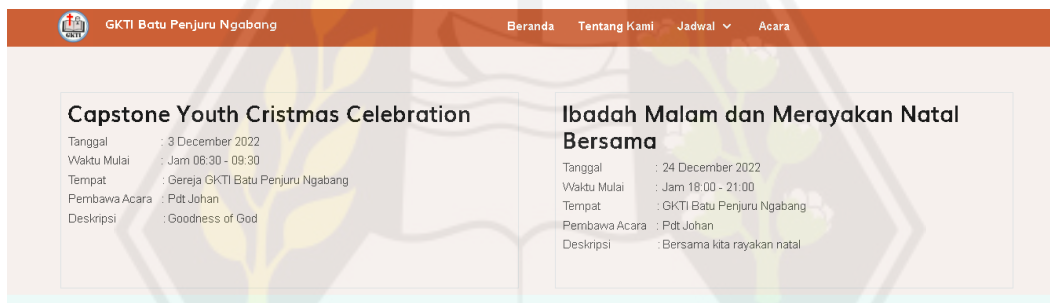 GKTI
GKTI Batu Penjuru Ngabang
Beranda Tentang Kami Jadwal Acara
Capstone Youth Cristmas Celebration
Tanggal : 3 December 2022
Waktu Mulai : Jam 06:30 - 09:30
Tempat : Gereja GKTI Batu Penjuru Ngabang
Pembawa Acara : Pdt Johan
Deskripsi : Goodness of God
Ibadah Malam dan Merayakan Natal
Bersama
Tanggal : 24 December 2022
Waktu Mulai : Jam 18:00 - 21:00
Tempat : GKTI Batu Penjuru Ngabang
Pembawa Acara : Pdt Johan
Deskripsi : Bersama kita rayakan natal